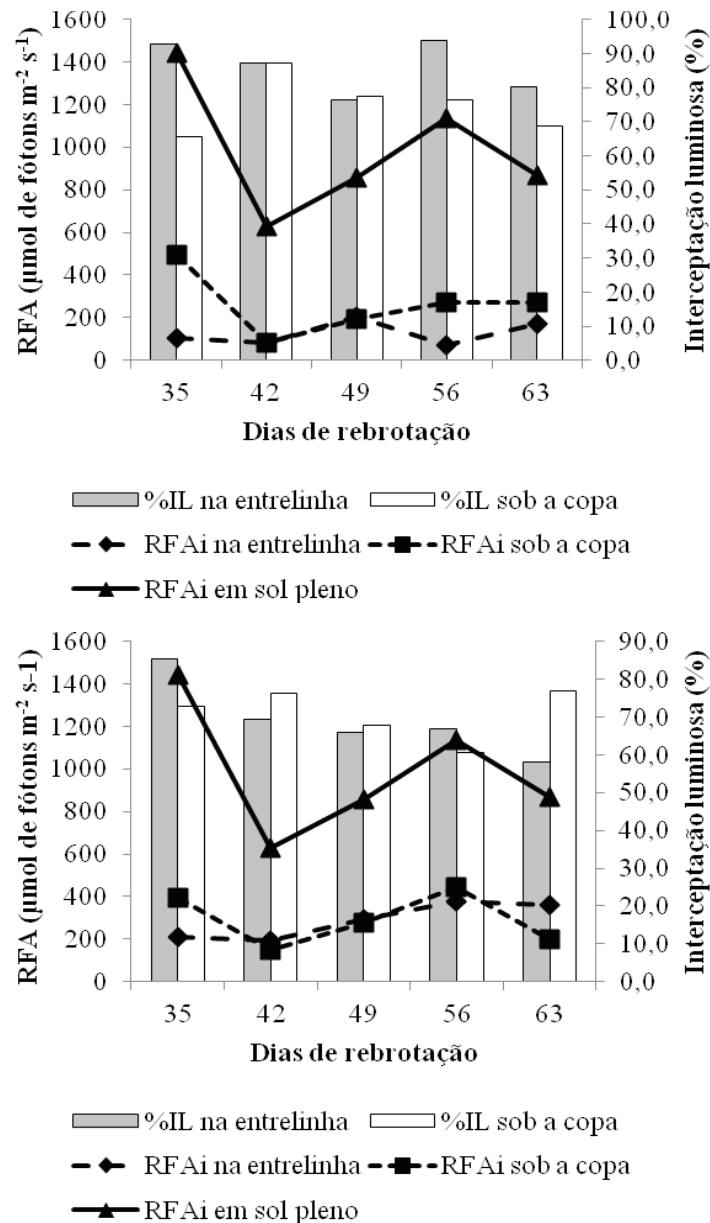 1600
1400
1200
1000
800
600
400
200
0
RFA (µmol de fótons m⁻² s⁻¹)
100,0
90,0
80,0
70,0
60,0
50,0
40,0
30,0
20,0
10,0
0,0
Interceptação luminosa (%)
35 42 49 56 63
Dias de rebrotação
%IL na entrelinha %IL sob a copa
RFAi na entrelinha RFAi sob a copa
RFAi em sol pleno
1600
1400
1200
1000
800
600
400
200
0
RFA (µmol de fótons m⁻² s-1)
90,0
80,0
70,0
60,0
50,0
40,0
30,0
20,0
10,0
0,0
Interceptação luminosa (%)
35 42 49 56 63
Dias de rebrotação
%IL na entrelinha %IL sob a copa
RFAi na entrelinha RFAi sob a copa
RFAi em sol pleno